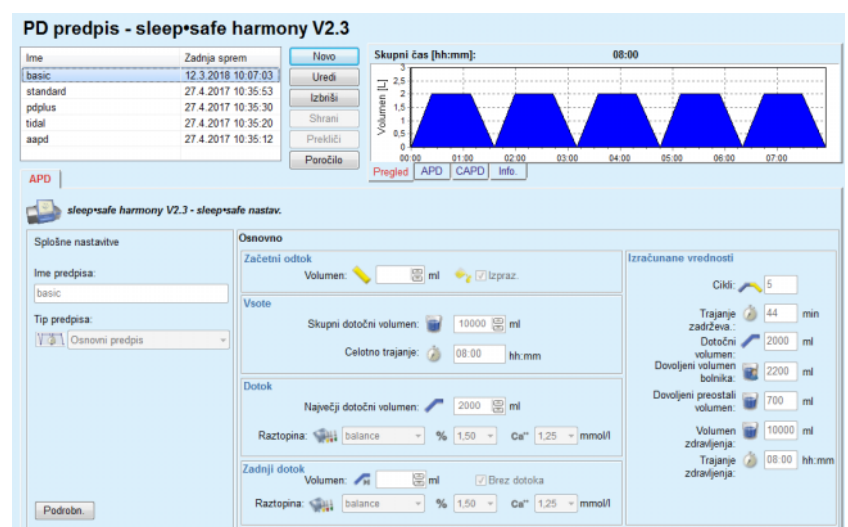 PD predpis - sleep•safe harmony V2.3
Ime Zadnja sprem
basic 12.3.2018 10:07:03
standard 27.4.2017 10:35:53
pdplus 27.4.2017 10:35:30
tidal 27.4.2017 10:35:20
aapd 27.4.2017 10:35:12
Novo
Uredi
Izbriši
Shrani
Prekliči
Poročilo
Skupni čas [hh:mm]: 08:00
Volumen [L]
3
2,5
2
1,5
1
0,5
0
00:00 01:00 02:00 03:00 04:00 05:00 06:00 07:00
Pregled APD CAPD Info.
APD
sleep•safe harmony V2.3 - sleep•safe nastav.
Splošne nastavitve
Ime predpisa:
basic
Tip predpisa:
Osnovni predpis
Podrobn.
Osnovno
Začetni odtok
Volumen: ml Izpraz.
Vsote
Skupni dotočni volumen: 10000 ml
Celotno trajanje: 08:00 hh:mm
Dotok
Največji dotočni volumen: 2000 ml
Raztopina: balance % 1,50 Ca⁺⁺ 1,25 mmol/l
Zadnji dotok
Volumen: ml Brez dotoka
Raztopina: balance % 1,50 Ca⁺⁺ 1,25 mmol/l
Izračunane vrednosti
Cikli: 5
Trajanje 44 min
zadrževa.:
Dotočni 2000 ml
volumen:
Dovoljeni volumen 2200 ml
bolnika:
Dovoljeni preostali 700 ml
volumen:
Volumen 10000 ml
zdravljenja:
Trajanje 08:00 hh:mm
zdravljenja: